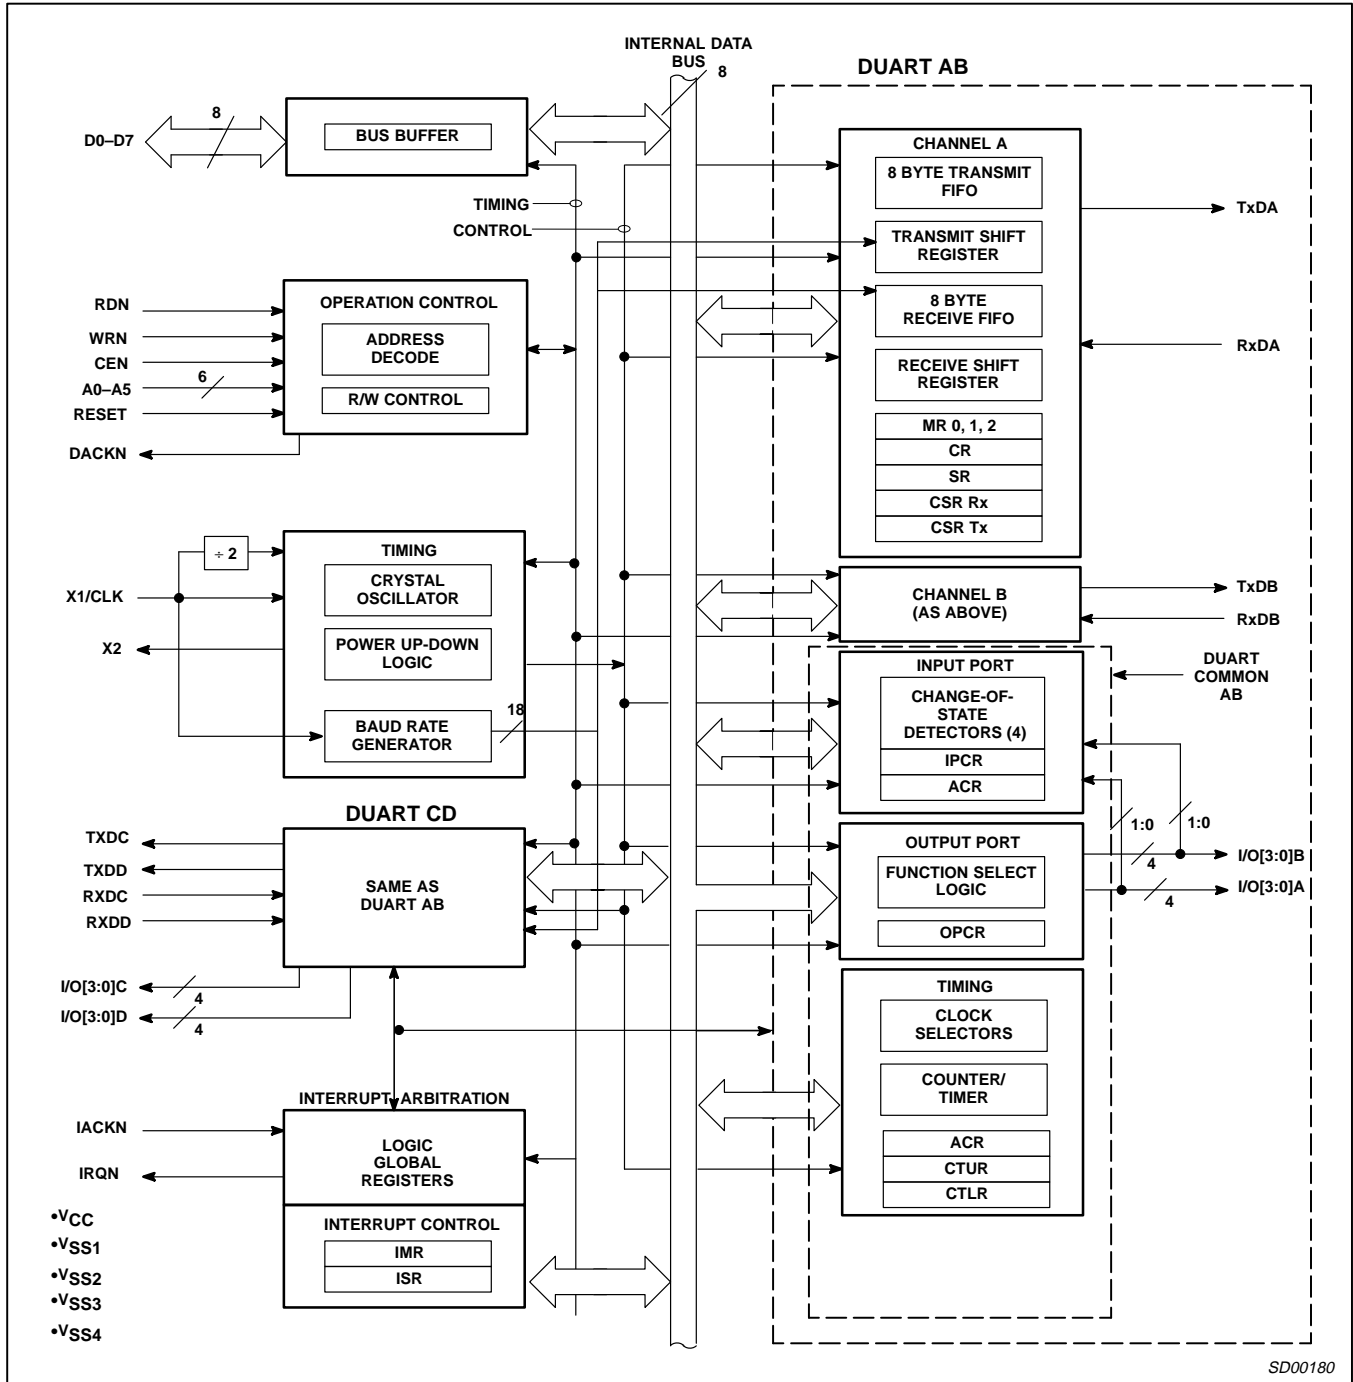 INTERNAL DATA
BUS
8
DUART AB
D0–D7
8
BUS BUFFER
TIMING
CONTROL
RDN
WRN
CEN
A0–A5
6
RESET
DACKN
OPERATION CONTROL
ADDRESS
DECODE
R/W CONTROL
CHANNEL A
8 BYTE TRANSMIT
FIFO
TRANSMIT SHIFT
REGISTER
8 BYTE
RECEIVE FIFO
RECEIVE SHIFT
REGISTER
MR 0, 1, 2
CR
SR
CSR Rx
CSR Tx
TxDA
RxDA
÷ 2
X1/CLK
X2
TIMING
CRYSTAL
OSCILLATOR
POWER UP-DOWN
LOGIC
BAUD RATE
GENERATOR
18
CHANNEL B
(AS ABOVE)
TxDB
RxDB
DUART
COMMON
AB
INPUT PORT
CHANGE-OF-
STATE
DETECTORS (4)
IPCR
ACR
1:0
1:0
DUART CD
TXDC
TXDD
RXDC
RXDD
SAME AS
DUART AB
I/O[3:0]C
4
I/O[3:0]D
4
OUTPUT PORT
FUNCTION SELECT
LOGIC
OPCR
4
I/O[3:0]B
4
I/O[3:0]A
TIMING
CLOCK
SELECTORS
COUNTER/
TIMER
ACR
CTUR
CTLR
INTERRUPT ARBITRATION
IACKN
IRQN
LOGIC
GLOBAL
REGISTERS
INTERRUPT CONTROL
IMR
ISR
•VCC
•VSS1
•VSS2
•VSS3
•VSS4
SD00180